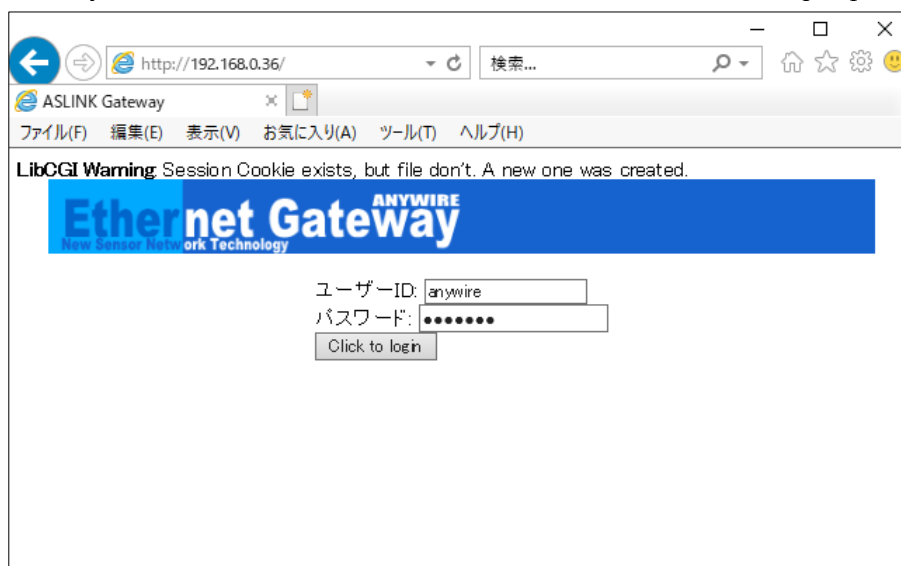 http://192.168.0.36/
検索...
ASLINK Gateway
ファイル(F) 編集(E) 表示(V) お気に入り(A) ツール(T) ヘルプ(H)
LibCGI Warning: Session Cookie exists, but file don't. A new one was created.
Ethernet Gateway
ANYWIRE
New Sensor Network Technology
ユーザーID: anywire
パスワード: ●●●●●●●
Click to login